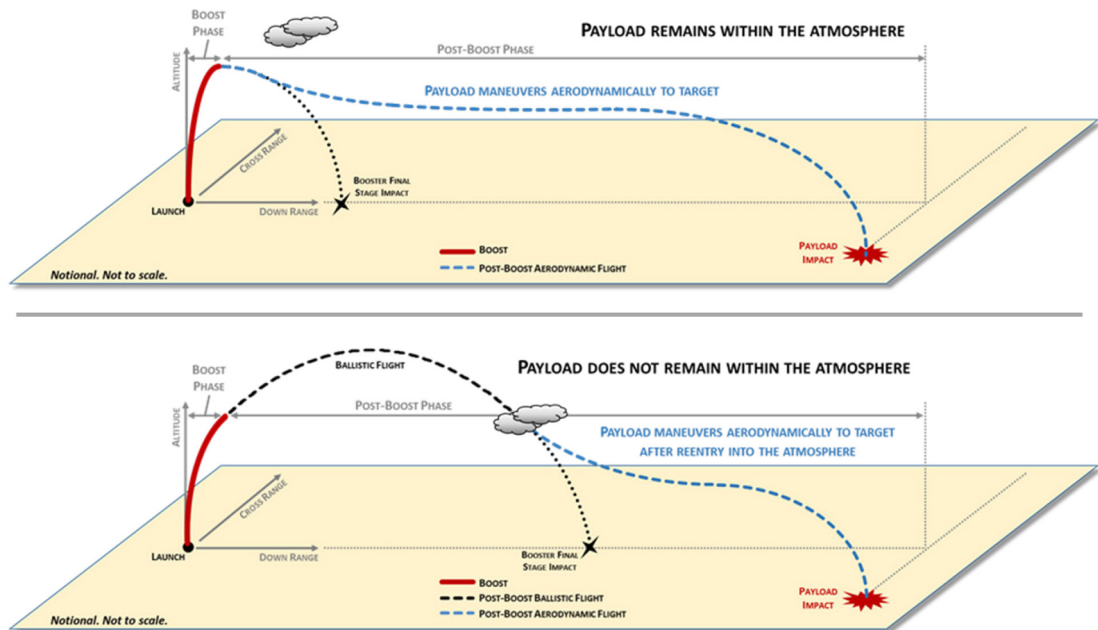 BOOST
PHASE
POST-BOOST PHASE
PAYLOAD REMAINS WITHIN THE ATMOSPHERE
ALTITUDE
PAYLOAD MANEUVERS AERODYNAMICALLY TO TARGET
CROSS RANGE
BOOSTER FINAL
STAGE IMPACT
LAUNCH
DOWN RANGE
BOOST
POST-BOOST AERODYNAMIC FLIGHT
PAYLOAD
IMPACT
Notional. Not to scale.
BALLISTIC FLIGHT
PAYLOAD DOES NOT REMAIN WITHIN THE ATMOSPHERE
BOOST
PHASE
POST-BOOST PHASE
ALTITUDE
PAYLOAD MANEUVERS AERODYNAMICALLY TO TARGET
AFTER REENTRY INTO THE ATMOSPHERE
CROSS RANGE
LAUNCH
DOWN RANGE
BOOSTER FINAL
STAGE IMPACT
BOOST
POST-BOOST BALLISTIC FLIGHT
POST-BOOST AERODYNAMIC FLIGHT
PAYLOAD
IMPACT
Notional. Not to scale.